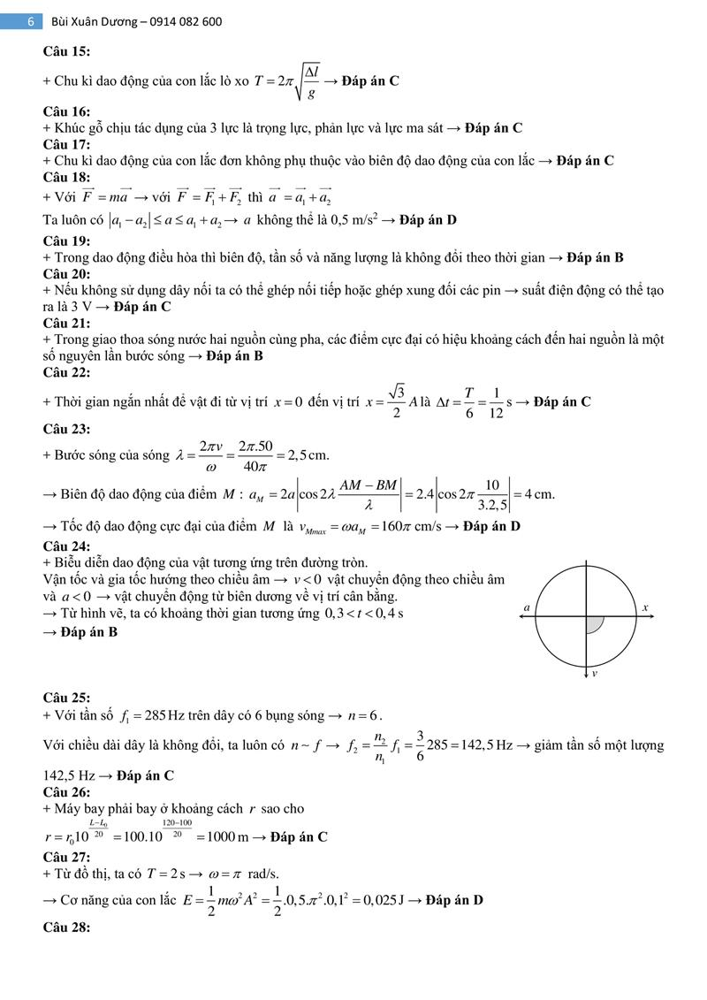 6 Bùi Xuân Dương – 0914 082 600
Câu 15:
+ Chu kì dao động của con lắc lò xo T = 2π√(Δl/g) → Đáp án C
Câu 16:
+ Khúc gỗ chịu tác dụng của 3 lực là trọng lực, phản lực và lực ma sát → Đáp án C
Câu 17:
+ Chu kì dao động của con lắc đơn không phụ thuộc vào biên độ dao động của con lắc → Đáp án C
Câu 18:
+ Với F⃗ = ma⃗ → với F⃗ = F⃗₁ + F⃗₂ thì a⃗ = a⃗₁ + a⃗₂
Ta luôn có |a₁ − a₂| ≤ a ≤ a₁ + a₂ → a không thể là 0,5 m/s² → Đáp án D
Câu 19:
+ Trong dao động điều hòa thì biên độ, tần số và năng lượng là không đổi theo thời gian → Đáp án B
Câu 20:
+ Nếu không sử dụng dây nối ta có thể ghép nối tiếp hoặc ghép xung đối các pin → suất điện động có thể tạo
ra là 3 V → Đáp án C
Câu 21:
+ Trong giao thoa sóng nước hai nguồn cùng pha, các điểm cực đại có hiệu khoảng cách đến hai nguồn là một
số nguyên lần bước sóng → Đáp án B
Câu 22:
+ Thời gian ngắn nhất để vật đi từ vị trí x = 0 đến vị trí x = (√3/2) A là Δt = T/6 = 1/12 s → Đáp án C
Câu 23:
+ Bước sóng của sóng λ = 2πv/ω = 2π.50/40π = 2,5 cm.
→ Biên độ dao động của điểm M : a_M = 2a|cos2λ (AM − BM)/λ| = 2.4|cos2π 10/3.2,5| = 4 cm.
→ Tốc độ dao động cực đại của điểm M là v_Mmax = ωa_M = 160π cm/s → Đáp án D
Câu 24:
+ Biễu diễn dao động của vật tương ứng trên đường tròn.
Vận tốc và gia tốc hướng theo chiều âm → v < 0 vật chuyển động theo chiều âm
và a < 0 → vật chuyển động từ biên dương về vị trí cân bằng.
→ Từ hình vẽ, ta có khoảng thời gian tương ứng 0,3 < t < 0,4 s
→ Đáp án B
a x
v
Câu 25:
+ Với tần số f₁ = 285 Hz trên dây có 6 bụng sóng → n = 6 .
Với chiều dài dây là không đổi, ta luôn có n ~ f → f₂ = (n₂/n₁) f₁ = (3/6) 285 = 142,5 Hz → giảm tần số một lượng
142,5 Hz → Đáp án C
Câu 26:
+ Máy bay phải bay ở khoảng cách r sao cho
r = r₀10^((L−L₀)/20) = 100.10^((120−100)/20) = 1000 m → Đáp án C
Câu 27:
+ Từ đồ thị, ta có T = 2 s → ω = π rad/s.
→ Cơ năng của con lắc E = (1/2) mω²A² = (1/2) .0,5.π².0,1² = 0,025 J → Đáp án D
Câu 28: